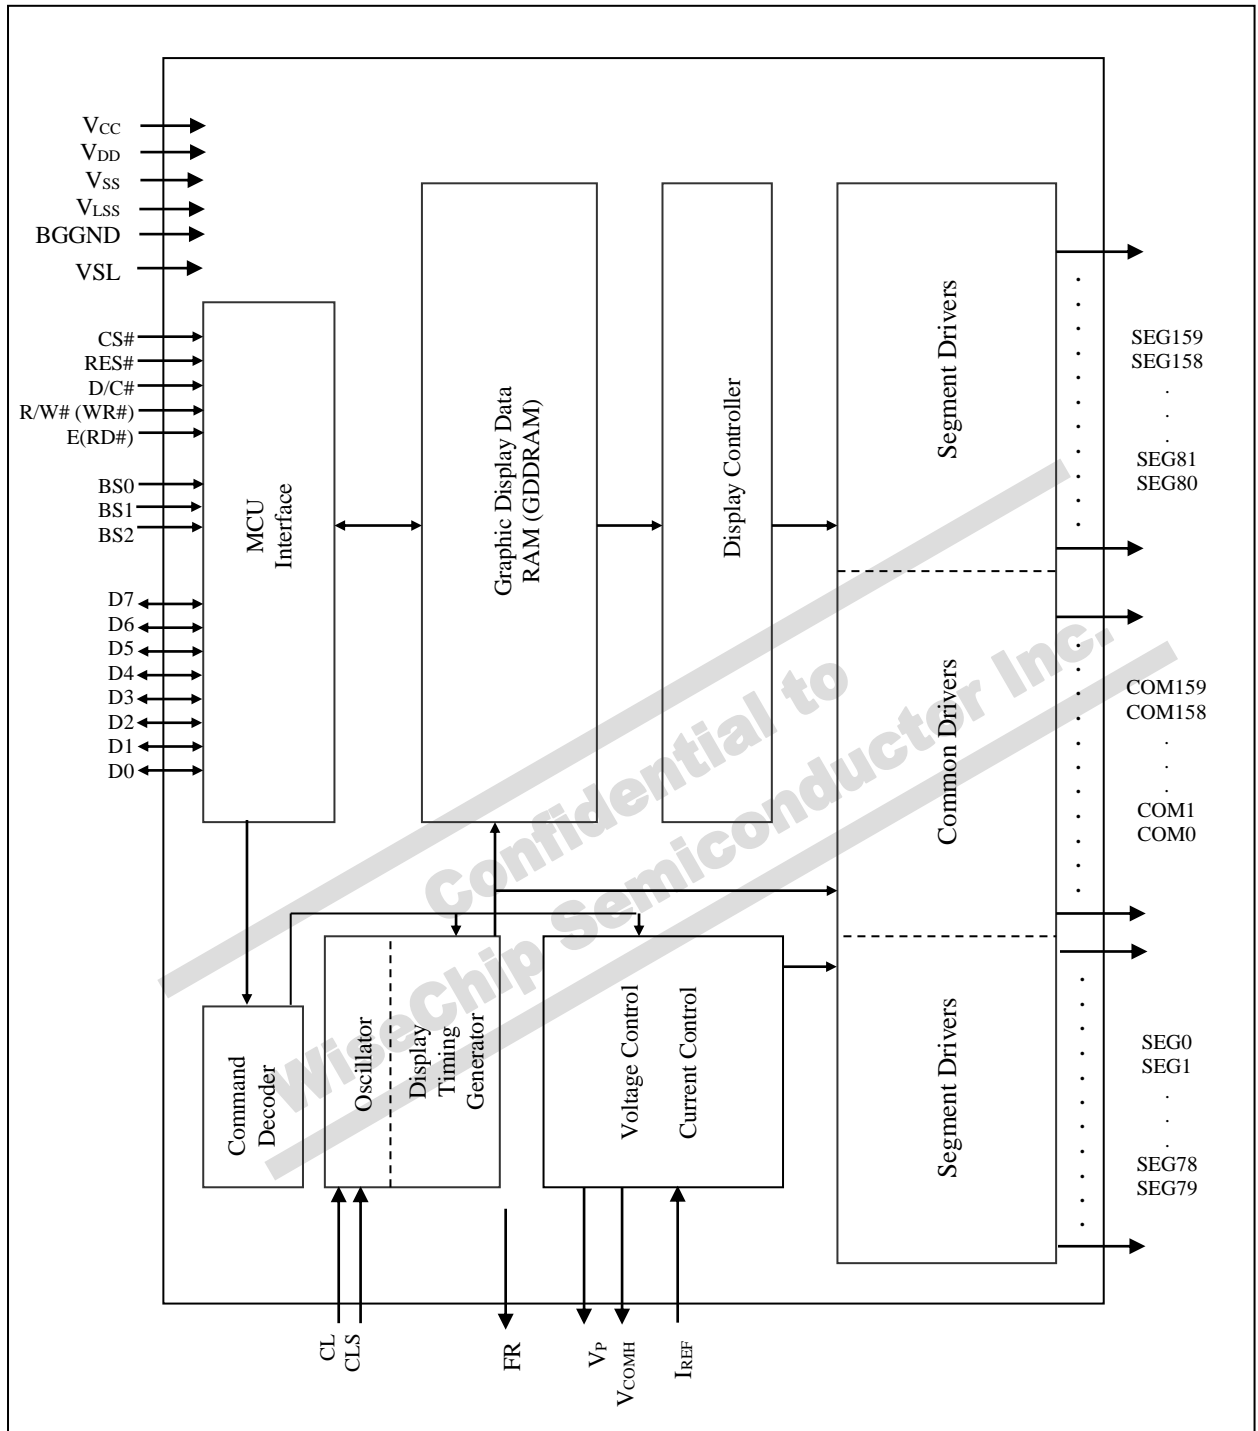 VCC
VDD
VSS
VLSS
BGGND
VSL
CS#
RES#
D/C#
R/W# (WR#)
E(RD#)
BS0
BS1
BS2
D7
D6
D5
D4
D3
D2
D1
D0
MCU
Interface
Graphic Display Data
RAM (GDDRAM)
Display Controller
Segment Drivers
Common Drivers
Segment Drivers
SEG159
SEG158
.
.
.
SEG81
SEG80
COM159
COM158
.
.
.
COM1
COM0
SEG0
SEG1
.
.
.
SEG78
SEG79
Command
Decoder
Oscillator
Display
Timing
Generator
Voltage Control
Current Control
CL
CLS
FR
VP
VCOMH
IREF
Confidential to
WiseChip Semiconductor Inc.